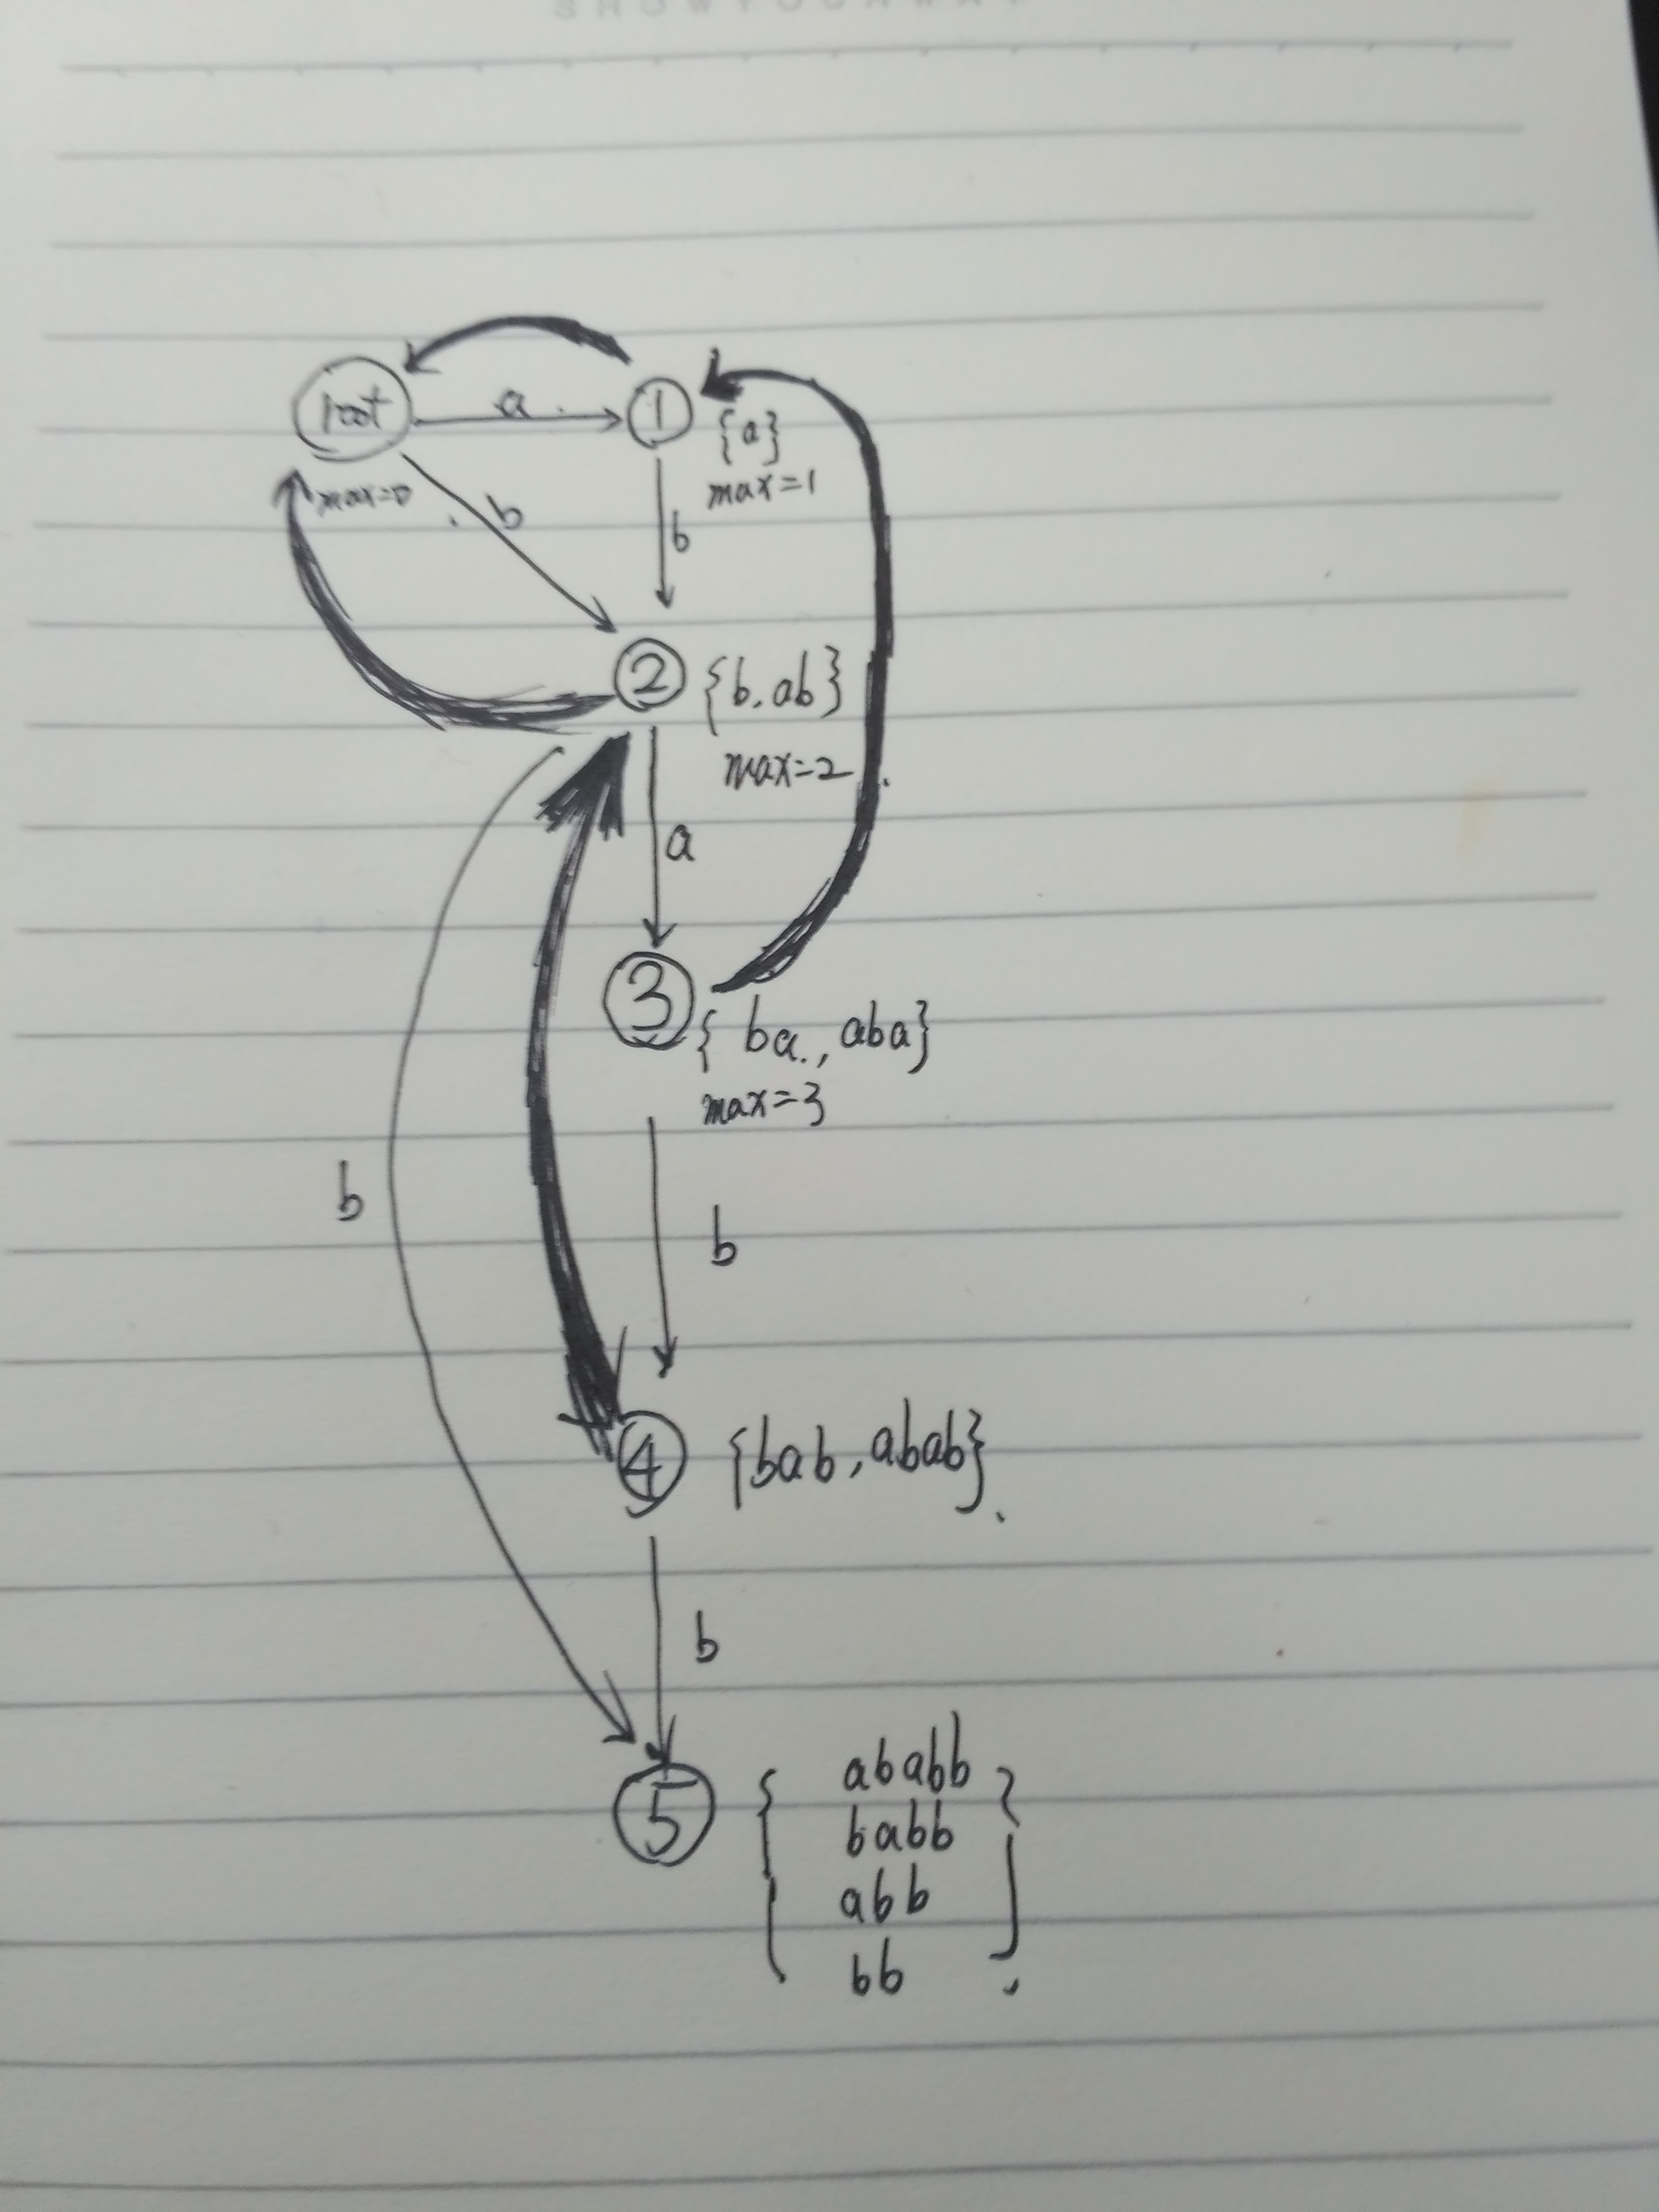 root
a
1
{a}
max=1
max=0
b
b
2
{b, ab}
max=2
a
3
{ ba, aba}
max=3
b
b
4
{bab, abab}
b
5
{ ababb
babb
abb
bb }